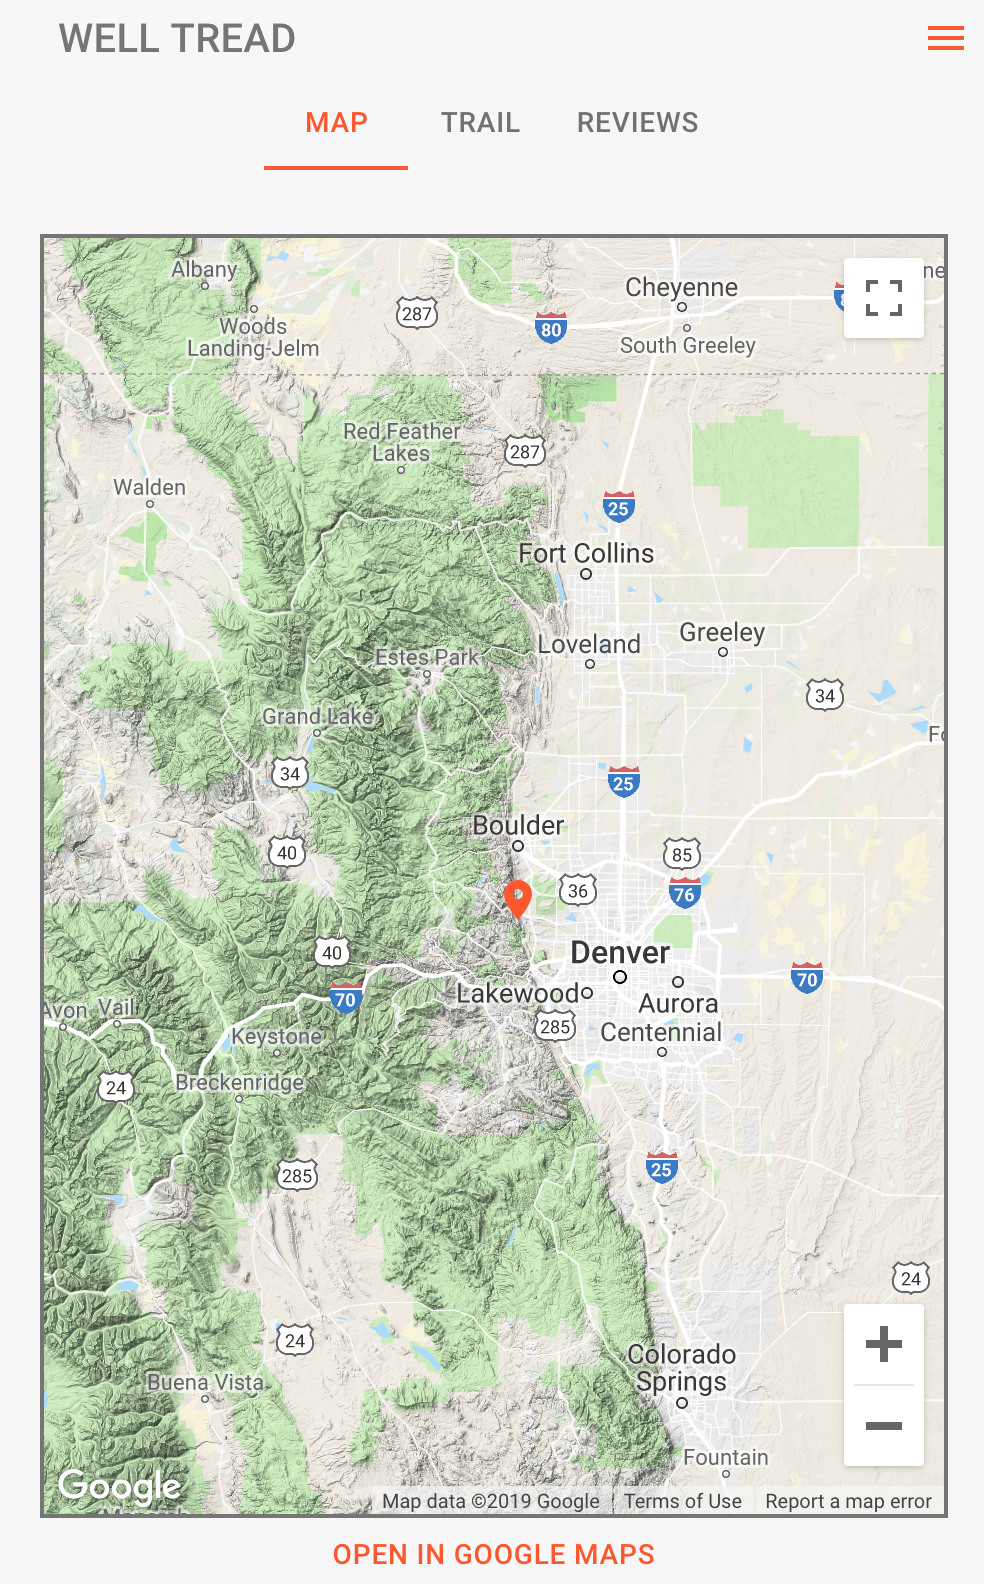 WELL TREAD
MAP
TRAIL
REVIEWS
Albany
Cheyenne
287
80
Woods
Landing-Jelm
South Greeley
Red Feather
Lakes
287
Walden
25
Fort Collins
Greeley
Loveland
Estes Park
34
Grand Lake
34
25
Boulder
40
85
36
76
40
Denver
70
70
Lakewood
Aurora
Avon
Vail
285
Centennial
Keystone
24
Breckenridge
25
285
24
24
Colorado
Springs
Buena Vista
Fountain
Google
Map data ©2019 Google
Terms of Use
Report a map error
OPEN IN GOOGLE MAPS